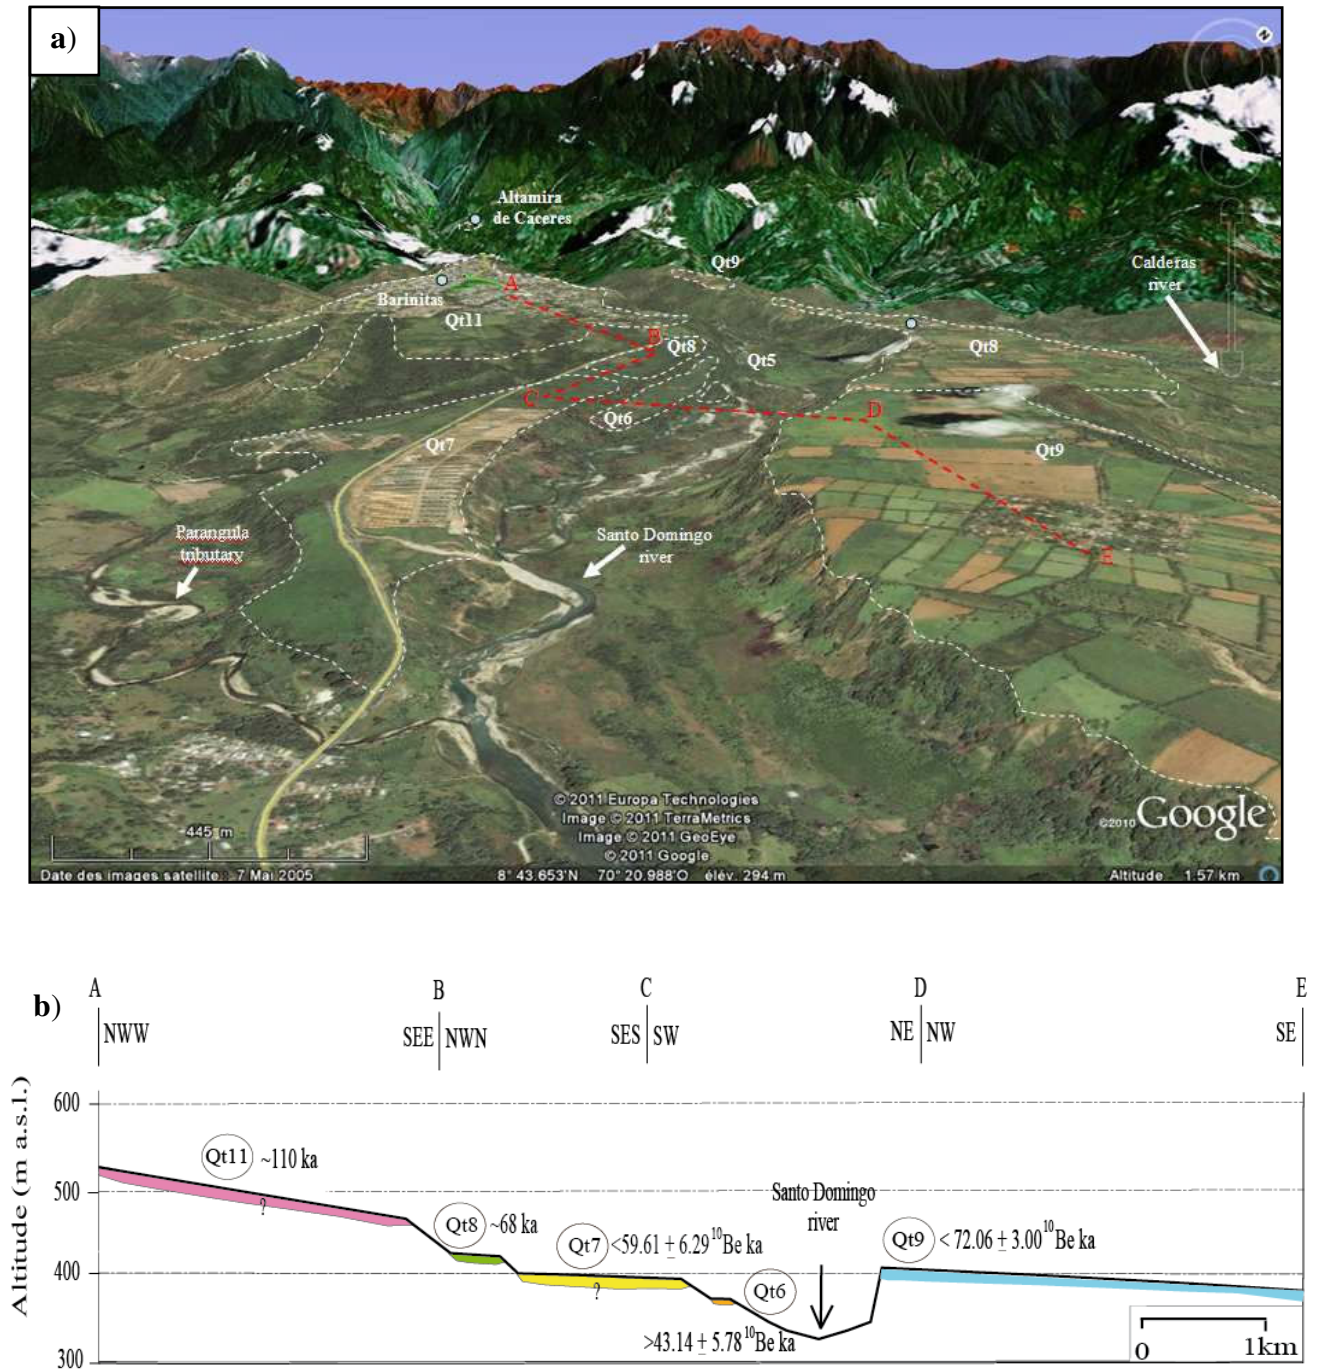 a)
N
Altamira
de Caceres
Qt9
Calderas
river
A
Barinitas
Qt11
B
Qt8
Qt8
Qt5
C
D
Qt6
Qt7
Qt9
Parangula
tributary
Santo Domingo
river
E
© 2011 Europa Technologies
Image © 2011 TerraMetrics
Image © 2011 GeoEye
© 2011 Google
©2010 Google
445 m
Date des images satellite : 7 Mai 2005
8° 43.653'N 70° 20.988'O élév. 294 m
Altitude 1.57 km
b)
A B C D E
NWW SEE NWN SES SW NE NW SE
Altitude (m a.s.l.)
600
Qt11 ~110 ka
500
?
Santo Domingo
river
Qt8 ~68 ka
Qt7 <59.61 ± 6.29 10Be ka
Qt9 < 72.06 ± 3.00 10Be ka
400
?
Qt6
>43.14 ± 5.78 10Be ka
0 1km
300